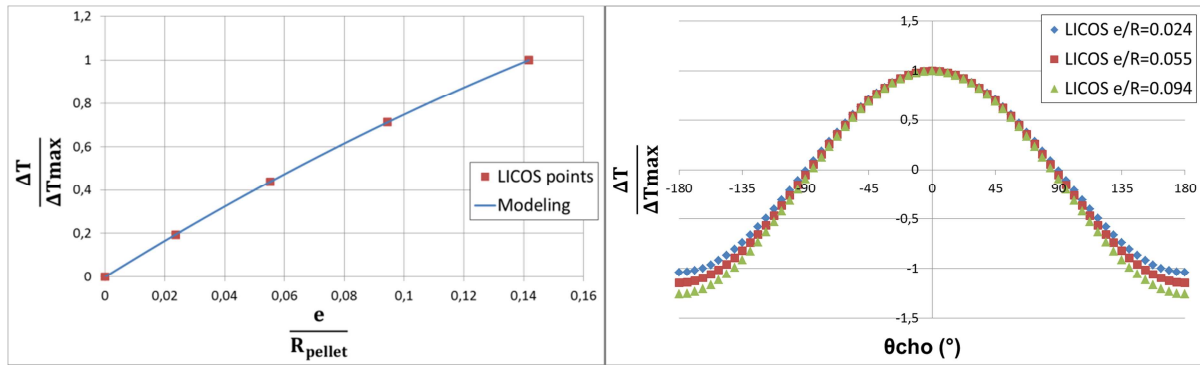 1,2
1
0,8
0,6
0,4
0,2
0
ΔT
ΔTmax
LICOS points
Modeling
0 0,02 0,04 0,06 0,08 0,1 0,12 0,14 0,16
e
R_pellet
1,5
1
0,5
0
-0,5
-1
-1,5
ΔT
ΔTmax
LICOS e/R=0.024
LICOS e/R=0.055
LICOS e/R=0.094
-180 -135 -90 -45 0 45 90 135 180
θcho (°)